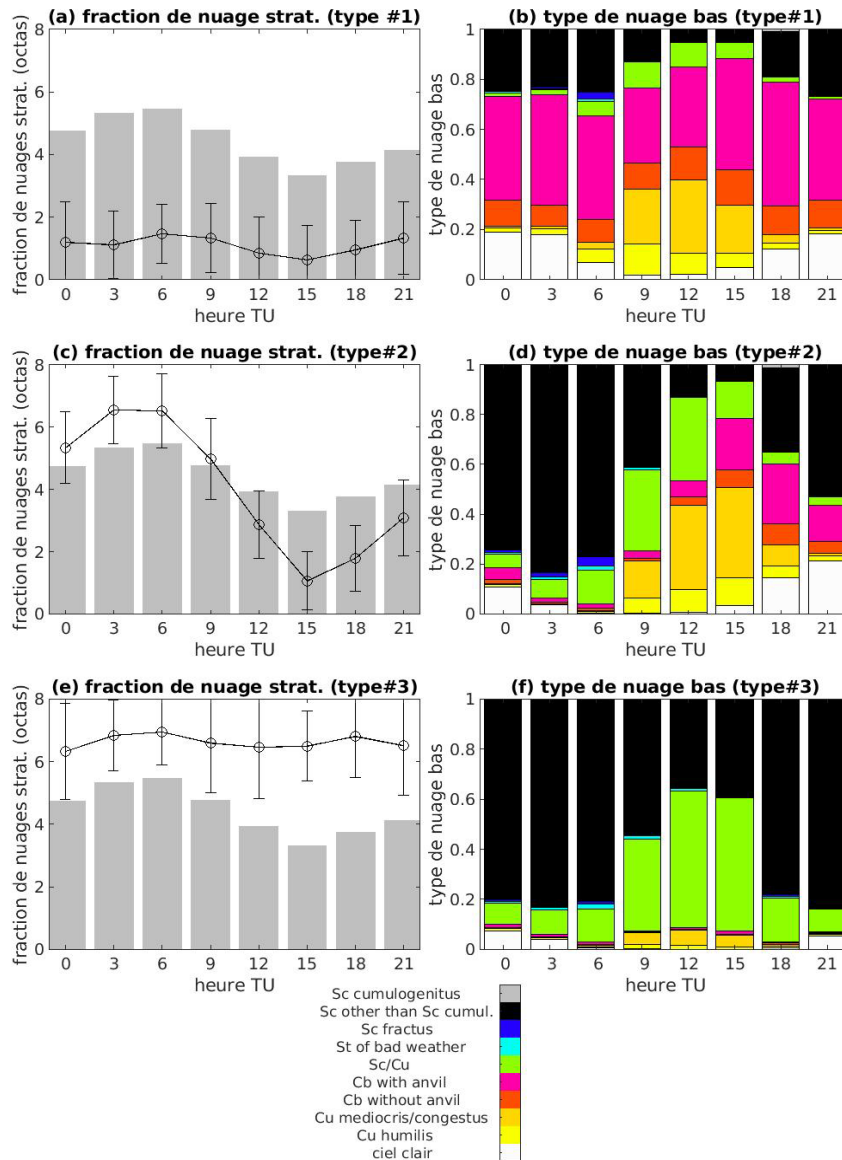 (a) fraction de nuage strat. (type #1)
fraction de nuages strat. (octas)
8
6
4
2
0
0 3 6 9 12 15 18 21
heure TU
(b) type de nuage bas (type#1)
type de nuage bas
1
0.8
0.6
0.4
0.2
0
0 3 6 9 12 15 18 21
heure TU
(c) fraction de nuage strat. (type#2)
fraction de nuages strat. (octas)
8
6
4
2
0
0 3 6 9 12 15 18 21
heure TU
(d) type de nuage bas (type#2)
type de nuage bas
1
0.8
0.6
0.4
0.2
0
0 3 6 9 12 15 18 21
heure TU
(e) fraction de nuage strat. (type#3)
fraction de nuages strat. (octas)
8
6
4
2
0
0 3 6 9 12 15 18 21
heure TU
(f) type de nuage bas (type#3)
type de nuage bas
1
0.8
0.6
0.4
0.2
0
0 3 6 9 12 15 18 21
heure TU
Sc cumulogenitus
Sc other than Sc cumul.
Sc fractus
St of bad weather
Sc/Cu
Cb with anvil
Cb without anvil
Cu mediocris/congestus
Cu humilis
ciel clair